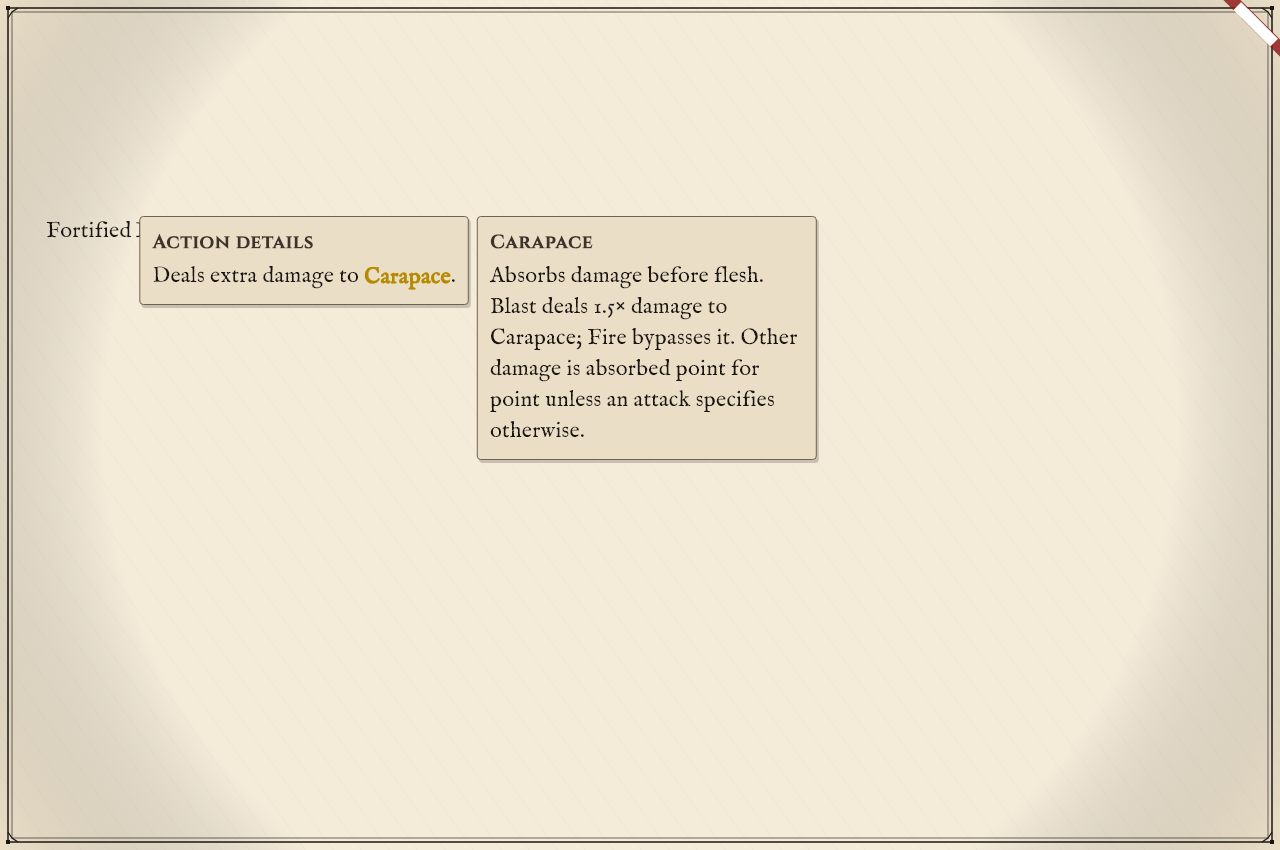 Fortified
Action details
Deals extra damage to Carapace.
Carapace
Absorbs damage before flesh.
Blast deals 1.5× damage to
Carapace; Fire bypasses it. Other
damage is absorbed point for
point unless an attack specifies
otherwise.